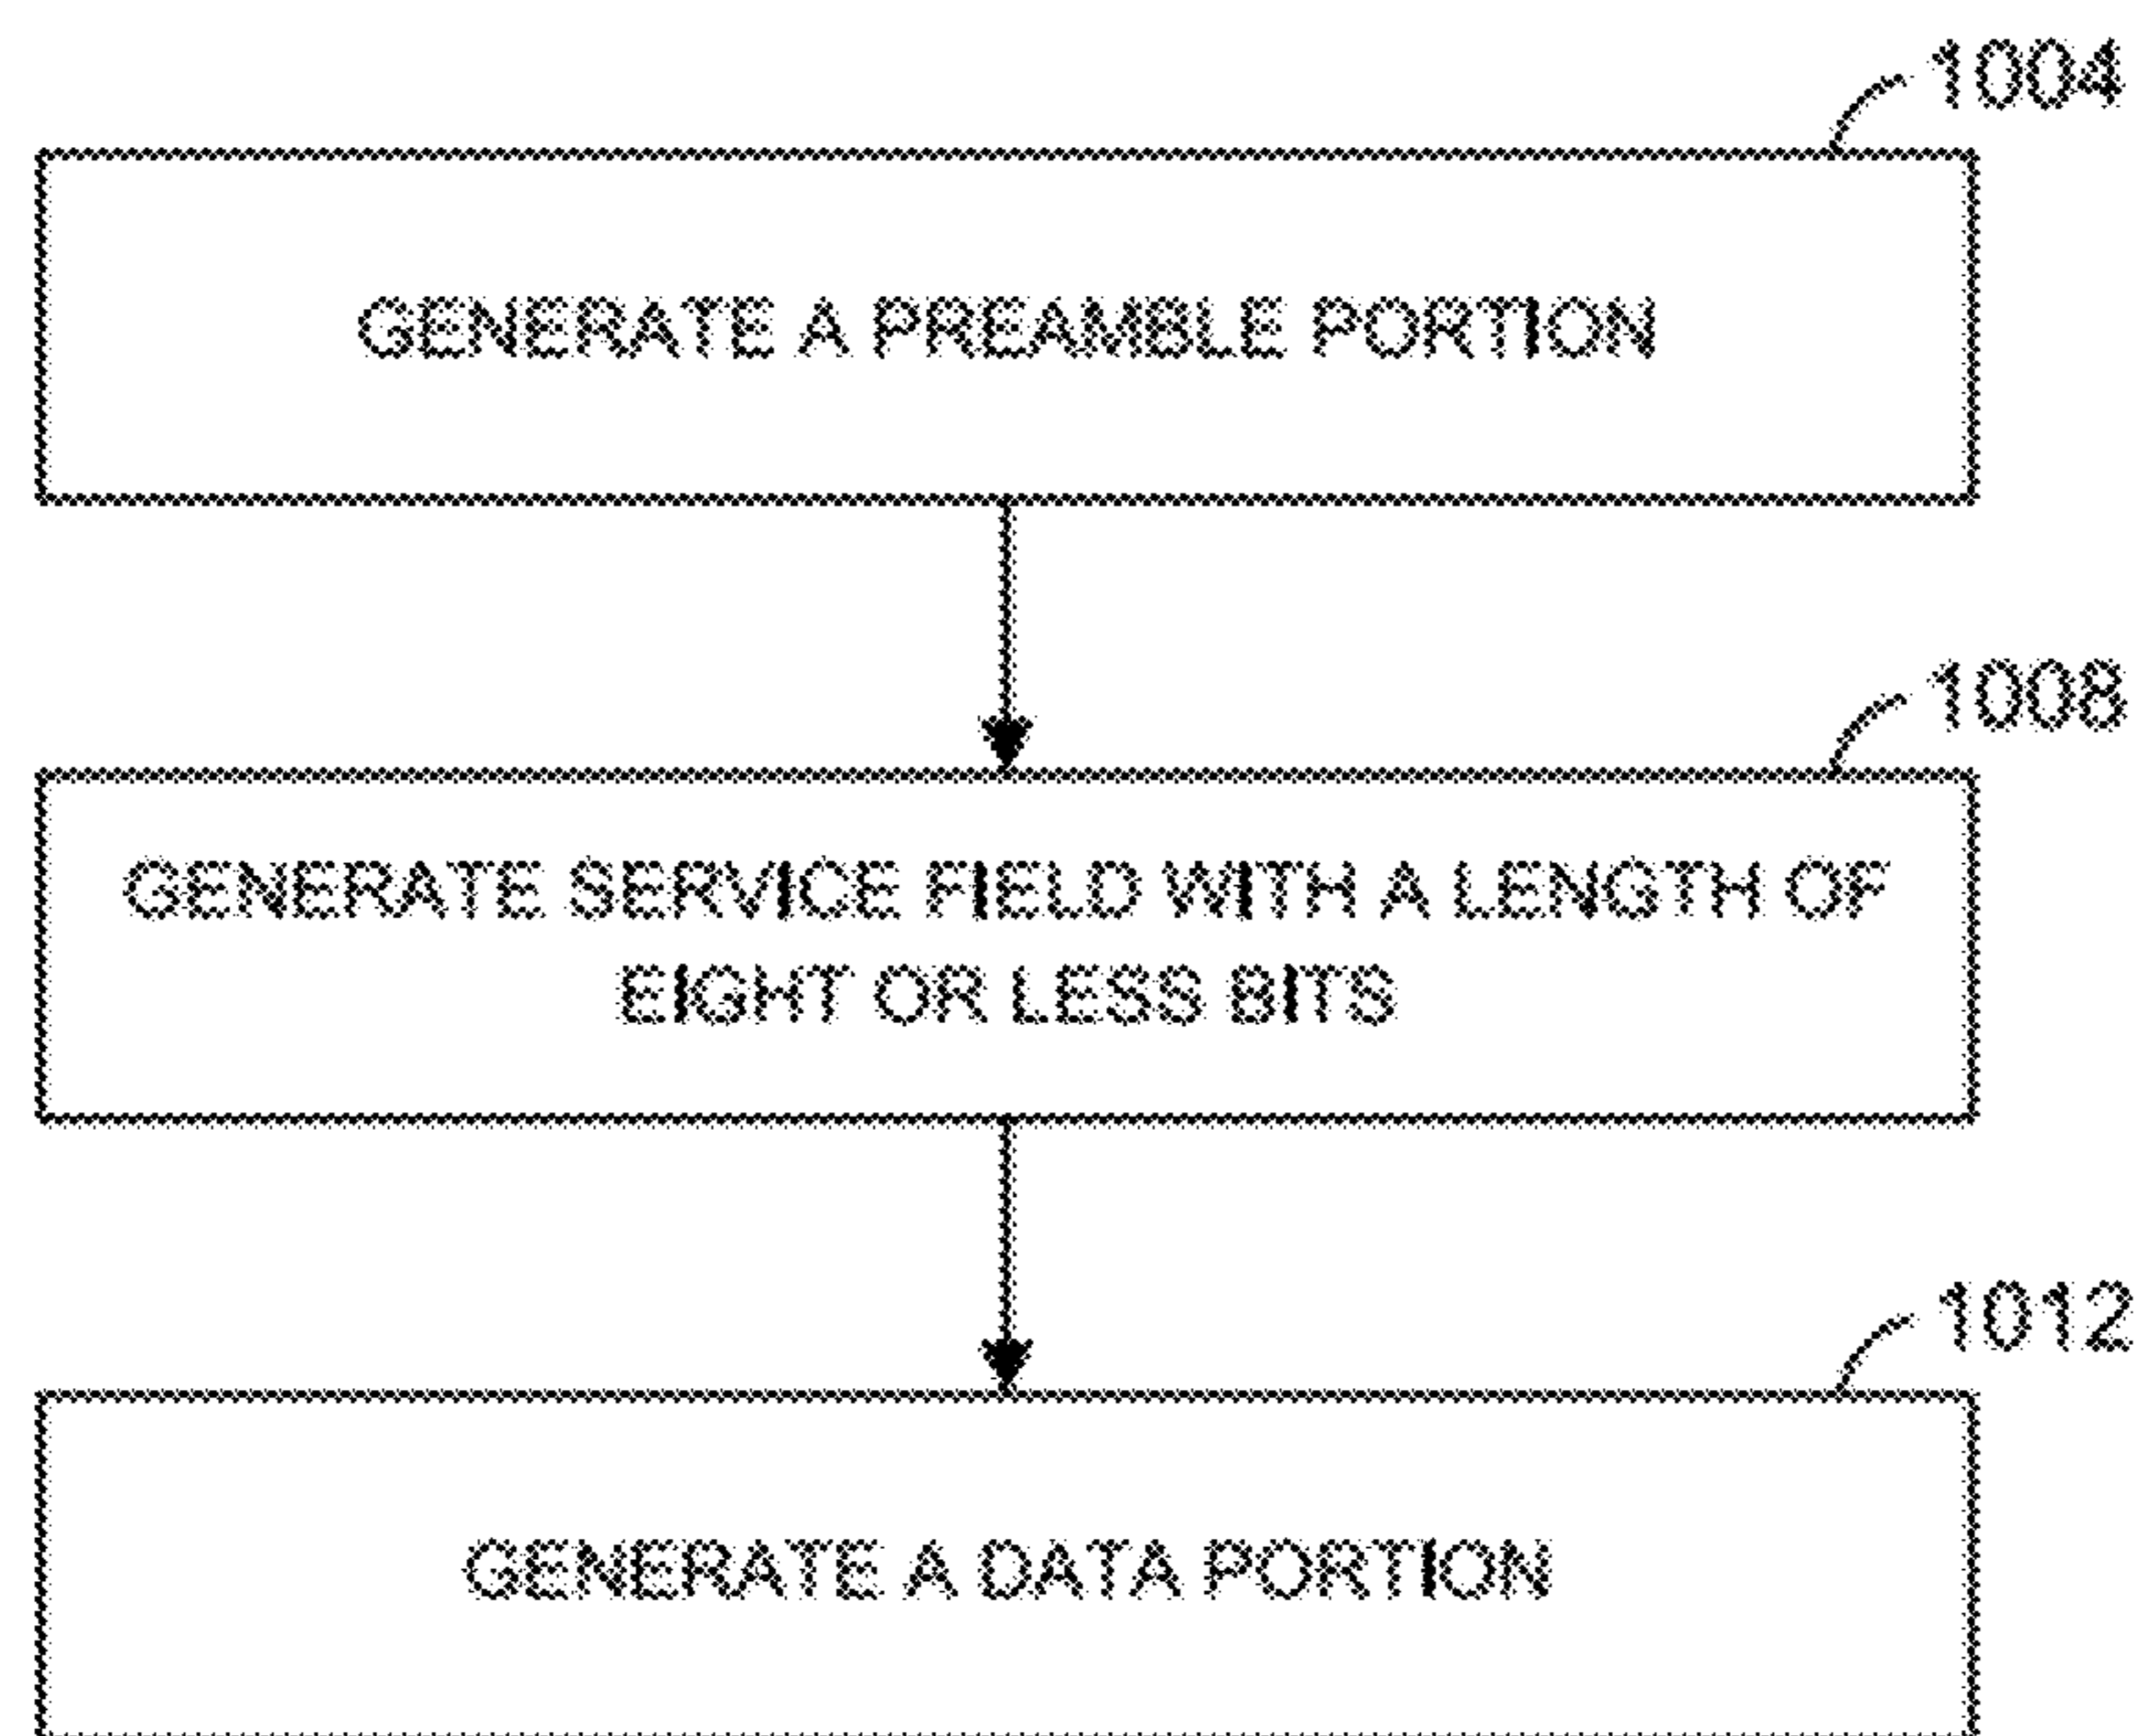 1004
GENERATE A PREAMBLE PORTION
1008
GENERATE SERVICE FIELD WITH A LENGTH OF
EIGHT OR LESS BITS
1012
GENERATE A DATA PORTION